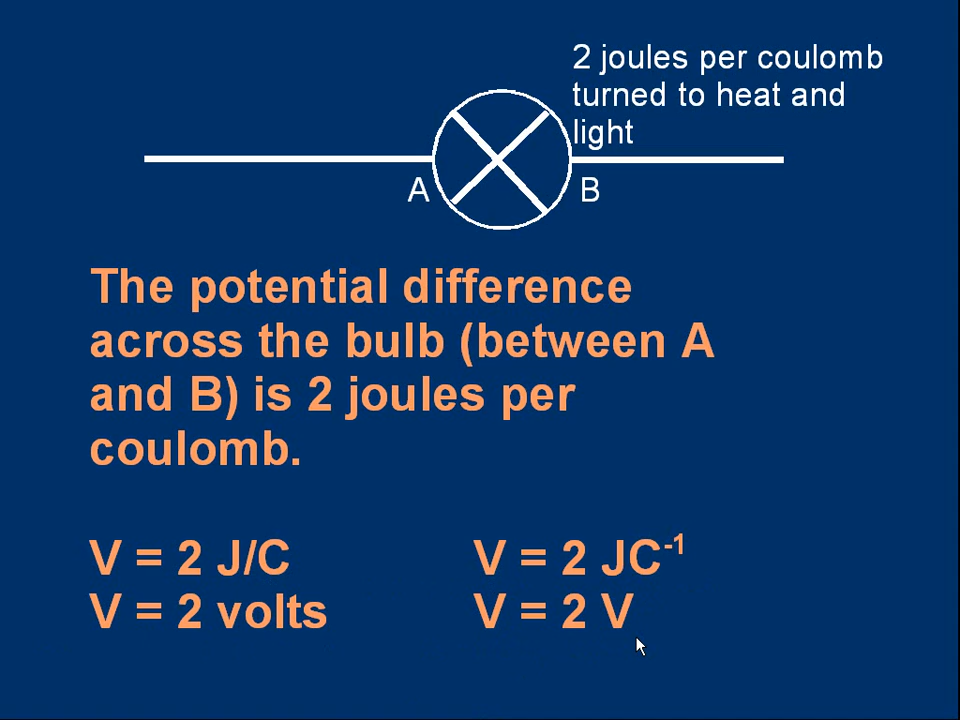 2 joules per coulomb
turned to heat and
light
A
B
The potential difference
across the bulb (between A
and B) is 2 joules per
coulomb.
V = 2 J/C
V = 2 JC⁻¹
V = 2 volts
V = 2 V